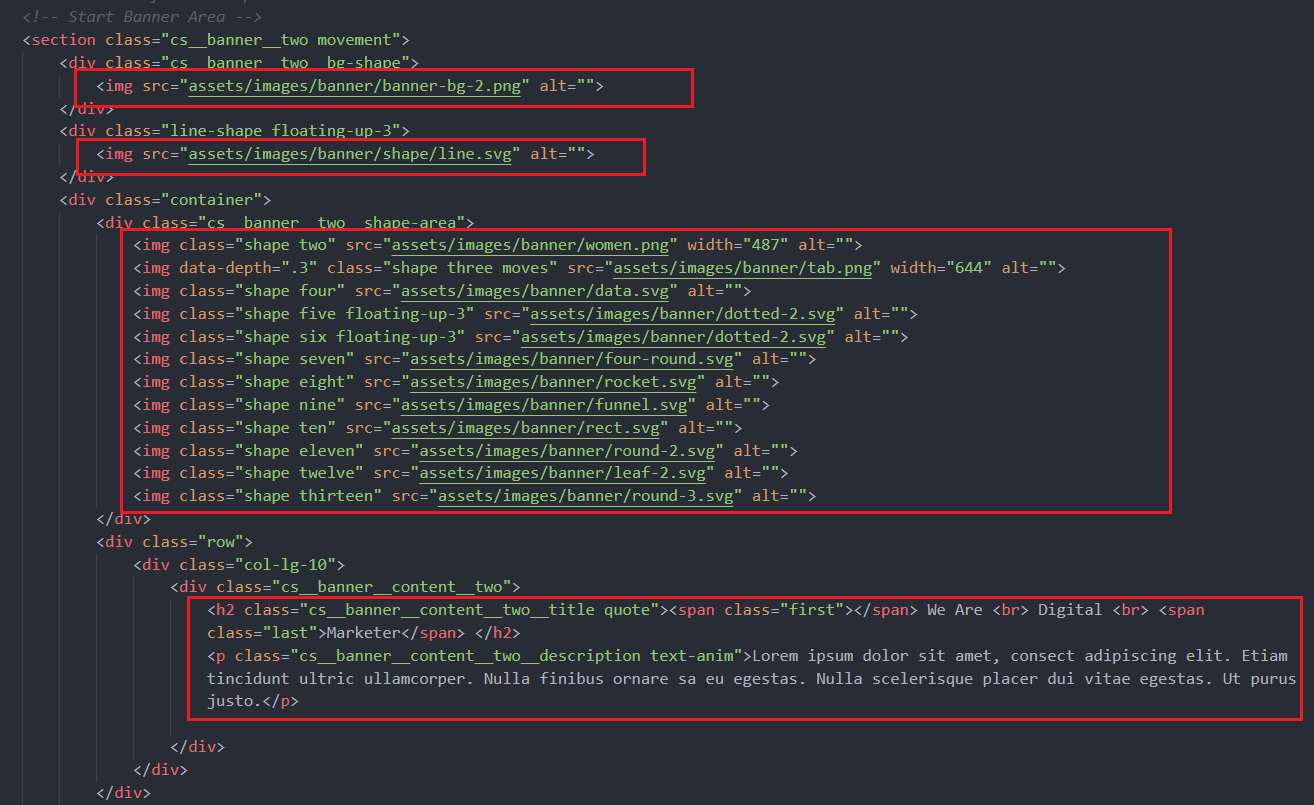 <!-- Start Banner Area -->
<section class="cs__banner__two movement">
<div class="cs__banner__two__bg-shape">
<img src="assets/images/banner/banner-bg-2.png" alt="">
</div>
<div class="line-shape floating-up-3">
<img src="assets/images/banner/shape/line.svg" alt="">
</div>
<div class="container">
<div class="cs__banner__two__shape-area">
<img class="shape two" src="assets/images/banner/women.png" width="487" alt="">
<img data-depth=".3" class="shape three moves" src="assets/images/banner/tab.png" width="644" alt="">
<img class="shape four" src="assets/images/banner/data.svg" alt="">
<img class="shape five floating-up-3" src="assets/images/banner/dotted-2.svg" alt="">
<img class="shape six floating-up-3" src="assets/images/banner/dotted-2.svg" alt="">
<img class="shape seven" src="assets/images/banner/four-round.svg" alt="">
<img class="shape eight" src="assets/images/banner/rocket.svg" alt="">
<img class="shape nine" src="assets/images/banner/funnel.svg" alt="">
<img class="shape ten" src="assets/images/banner/rect.svg" alt="">
<img class="shape eleven" src="assets/images/banner/round-2.svg" alt="">
<img class="shape twelve" src="assets/images/banner/leaf-2.svg" alt="">
<img class="shape thirteen" src="assets/images/banner/round-3.svg" alt="">
</div>
<div class="row">
<div class="col-lg-10">
<div class="cs__banner__content__two">
<h2 class="cs__banner__content__two__title quote"><span class="first"></span> We Are <br> Digital <br> <span
class="last">Marketer</span> </h2>
<p class="cs__banner__content__two__description text-anim">Lorem ipsum dolor sit amet, consect adipiscing elit. Etiam
tincidunt ultric ullamcorper. Nulla finibus ornare sa eu egestas. Nulla scelerisque placer dui vitae egestas. Ut purus
justo.</p>
</div>
</div>
</div>